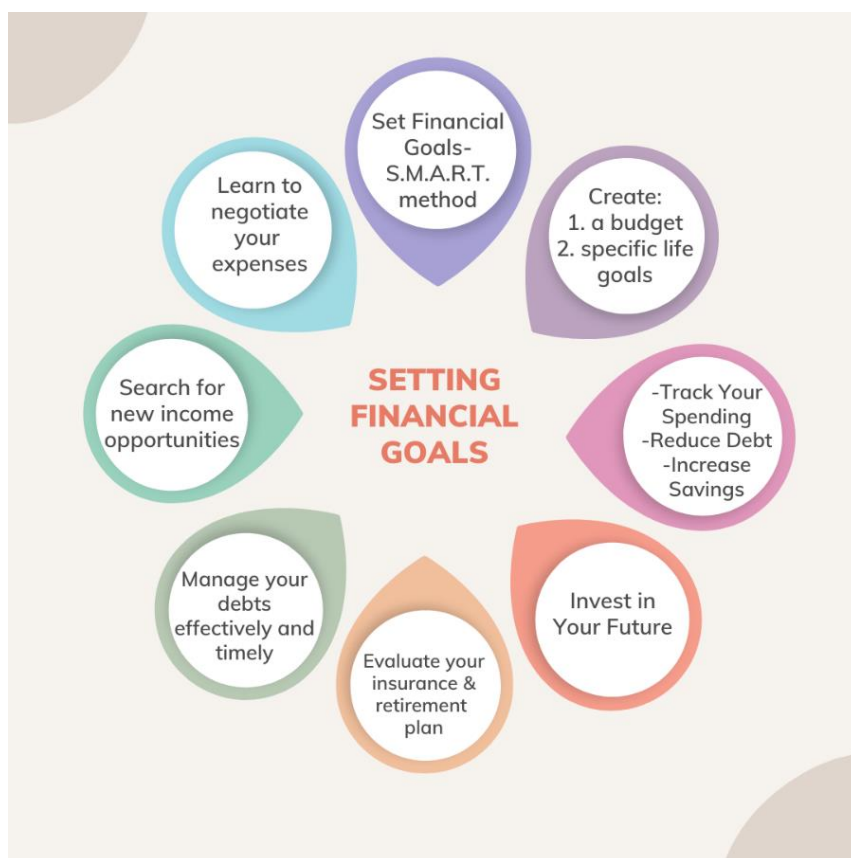 Set Financial
Goals-
S.M.A.R.T.
method
Create:
1. a budget
2. specific life
goals
-Track Your
Spending
-Reduce Debt
-Increase
Savings
Invest in
Your Future
Evaluate your
insurance &
retirement
plan
Manage your
debts
effectively and
timely
Search for
new income
opportunities
Learn to
negotiate
your
expenses
SETTING
FINANCIAL
GOALS